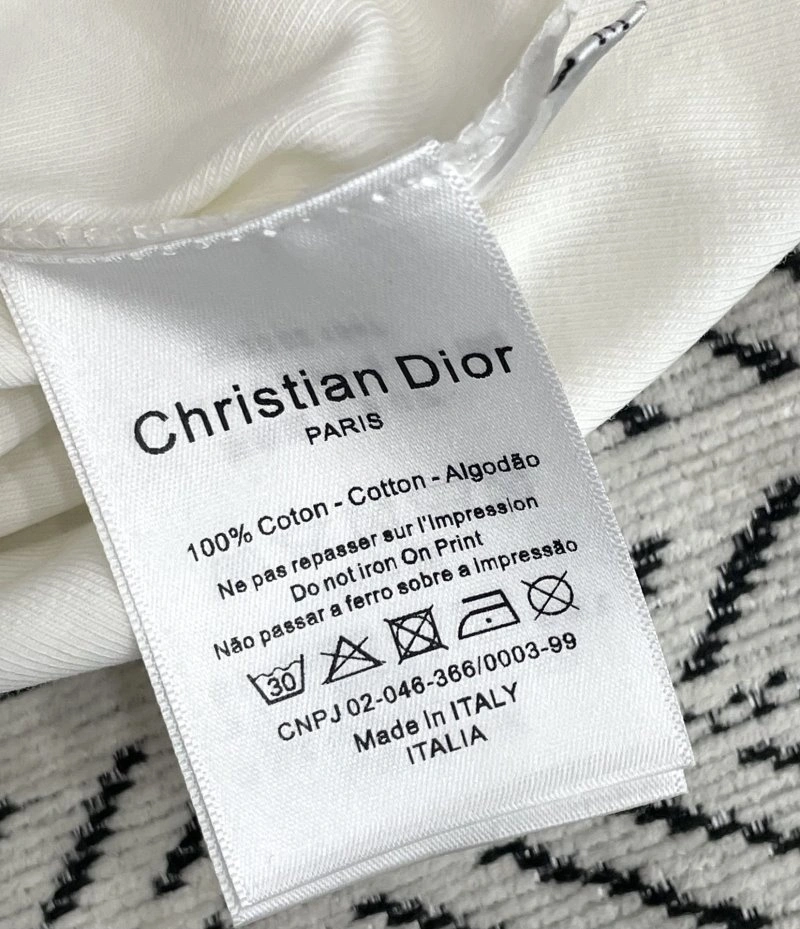 Christian Dior
PARIS
100% Coton - Cotton - Algodão
Ne pas repasser sur l'Impression
Do not iron On Print
Não passar a ferro sobre a Impressão
30
CNPJ 02-046-366/0003-99
Made In ITALY
ITALIA